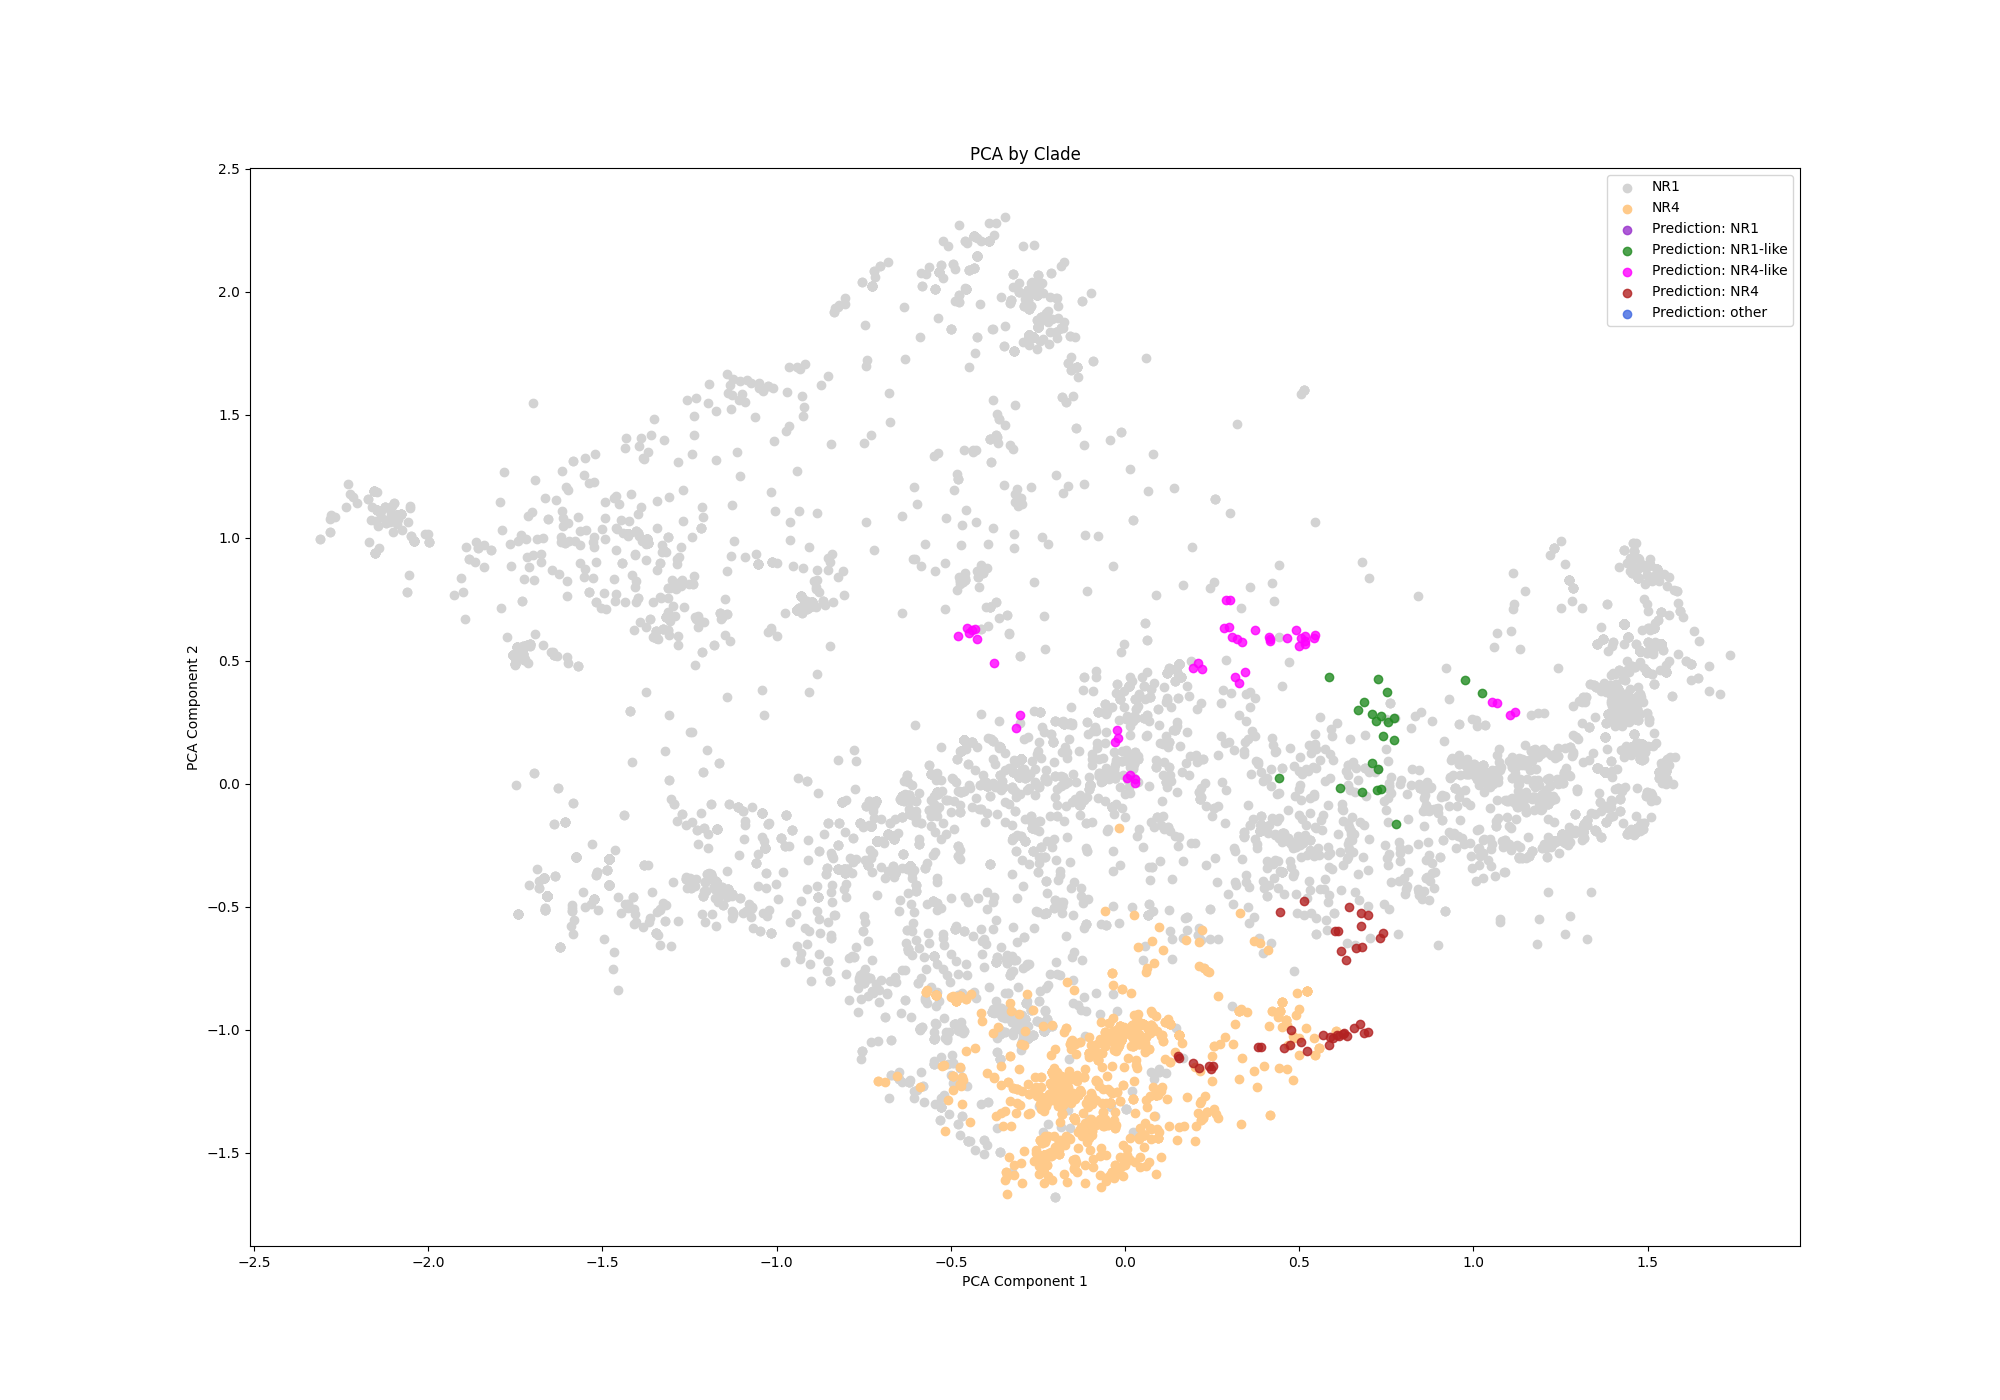 PCA by Clade
2.5
2.0
1.5
1.0
0.5
0.0
−0.5
−1.0
−1.5
PCA Component 2
NR1
NR4
Prediction: NR1
Prediction: NR1-like
Prediction: NR4-like
Prediction: NR4
Prediction: other
−2.5 −2.0 −1.5 −1.0 −0.5 0.0 0.5 1.0 1.5
PCA Component 1